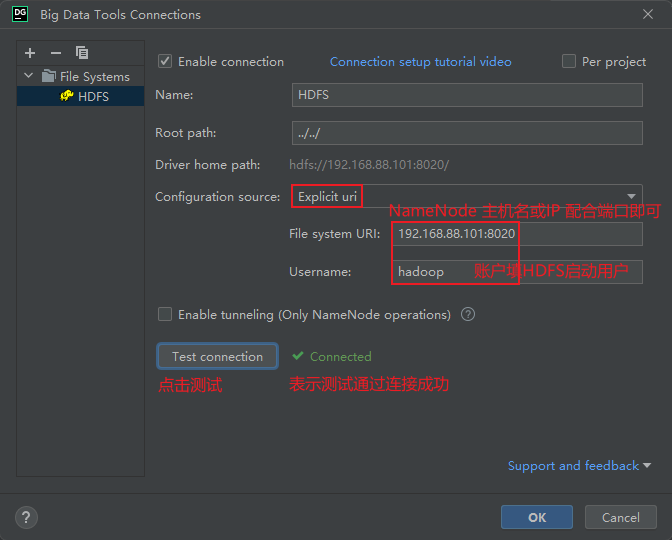 DG Big Data Tools Connections
File Systems
HDFS
Enable connection Connection setup tutorial video Per project
Name: HDFS
Root path: ../../
Driver home path: hdfs://192.168.88.101:8020/
Configuration source: Explicit uri
NameNode 主机名或IP 配合端口即可
File system URI: 192.168.88.101:8020
Username: hadoop 账户填HDFS启动用户
Enable tunneling (Only NameNode operations) ?
Test connection Connected
点击测试 表示测试通过连接成功
Support and feedback
? OK Cancel